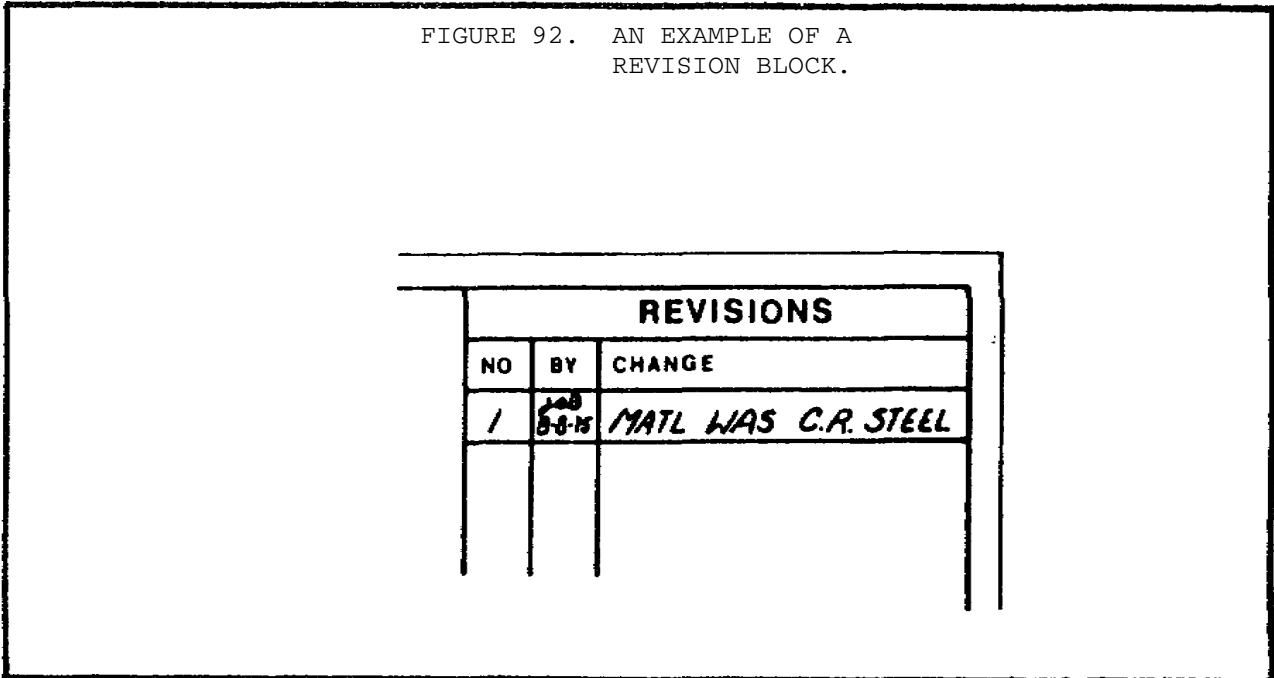 FIGURE 92. AN EXAMPLE OF A
REVISION BLOCK.
REVISIONS
NO BY CHANGE
1 MATL WAS C.R. STEEL